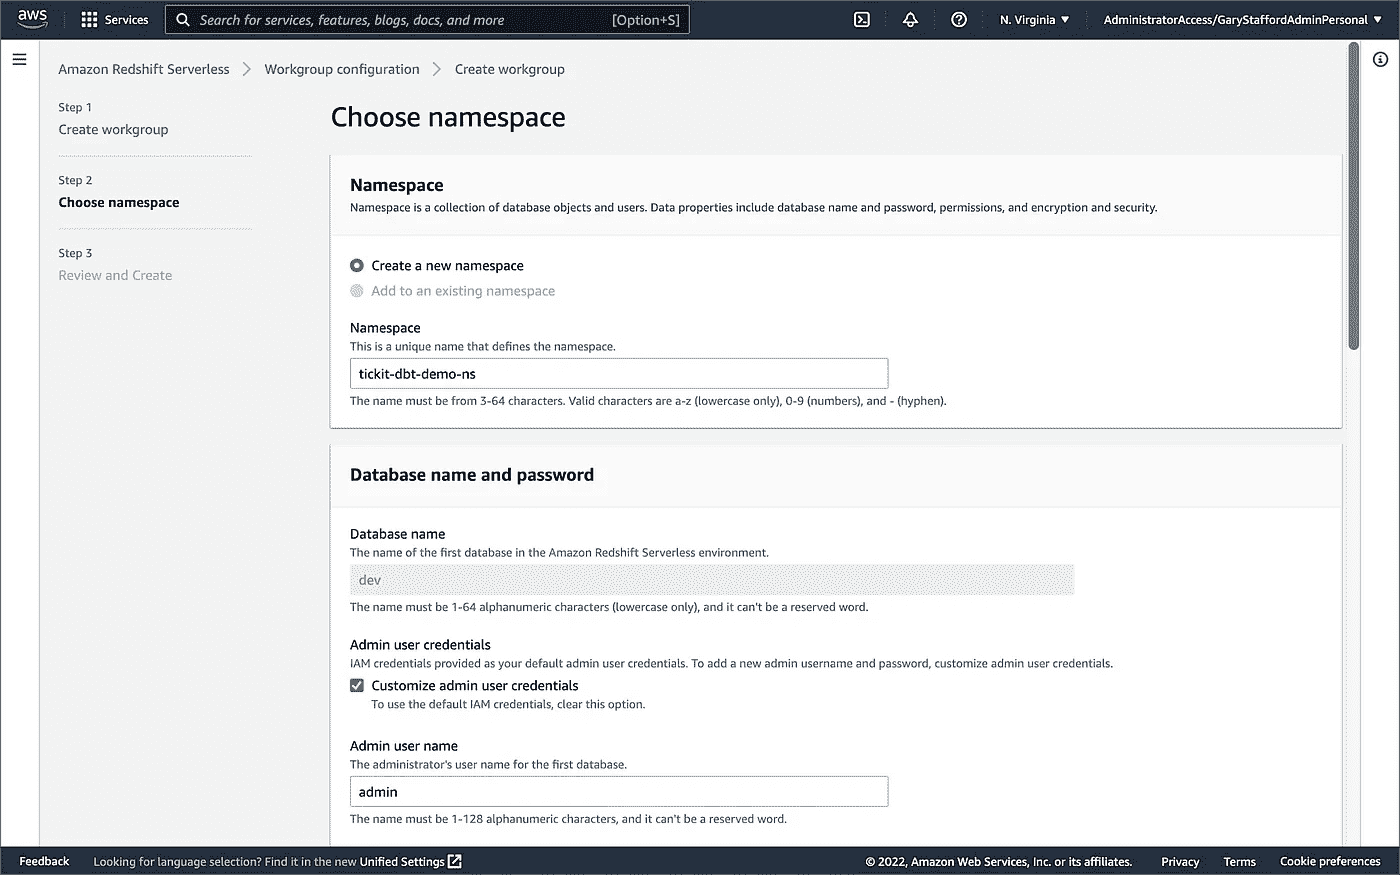 aws Services Search for services, features, blogs, docs, and more [Option+S] N. Virginia AdministratorAccess/GaryStaffordAdminPersonal
Amazon Redshift Serverless Workgroup configuration Create workgroup
Step 1
Create workgroup
Step 2
Choose namespace
Step 3
Review and Create
Choose namespace
Namespace
Namespace is a collection of database objects and users. Data properties include database name and password, permissions, and encryption and security.
Create a new namespace
Add to an existing namespace
Namespace
This is a unique name that defines the namespace.
tickit-dbt-demo-ns
The name must be from 3-64 characters. Valid characters are a-z (lowercase only), 0-9 (numbers), and - (hyphen).
Database name and password
Database name
The name of the first database in the Amazon Redshift Serverless environment.
dev
The name must be 1-64 alphanumeric characters (lowercase only), and it can't be a reserved word.
Admin user credentials
IAM credentials provided as your default admin user credentials. To add a new admin username and password, customize admin user credentials.
Customize admin user credentials
To use the default IAM credentials, clear this option.
Admin user name
The administrator's user name for the first database.
admin
The name must be 1-128 alphanumeric characters, and it can't be a reserved word.
Feedback Looking for language selection? Find it in the new Unified Settings © 2022, Amazon Web Services, Inc. or its affiliates. Privacy Terms Cookie preferences